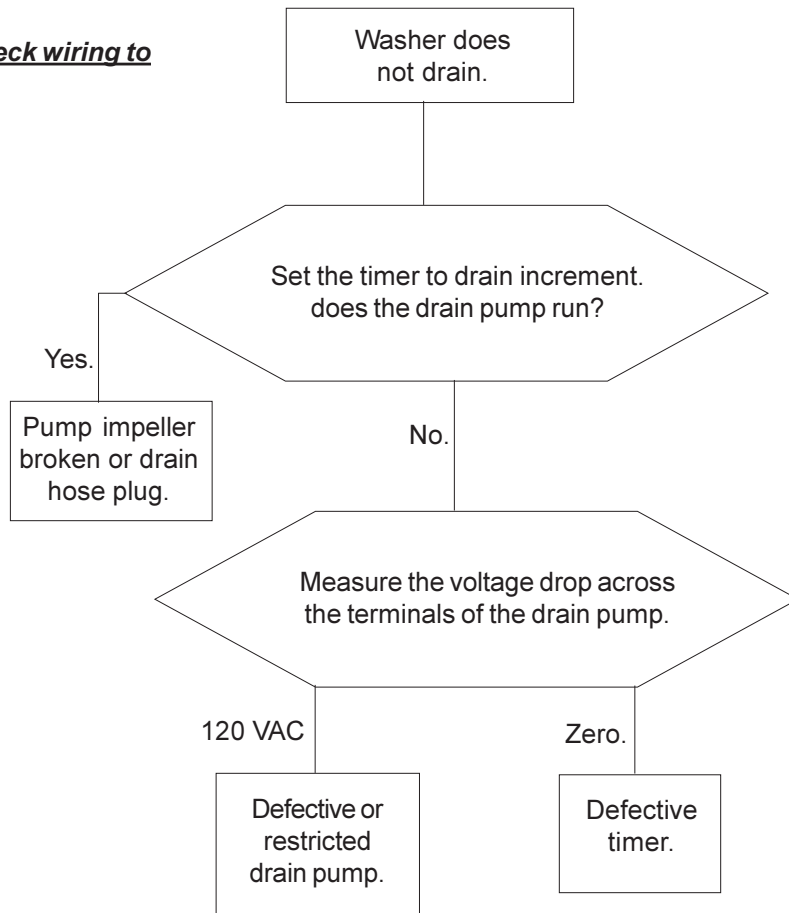 wiring to
Washer does
not drain.
Set the timer to drain increment.
does the drain pump run?
Yes.
Pump impeller
broken or drain
hose plug.
No.
Measure the voltage drop across
the terminals of the drain pump.
120 VAC
Zero.
Defective or
restricted
drain pump.
Defective
timer.